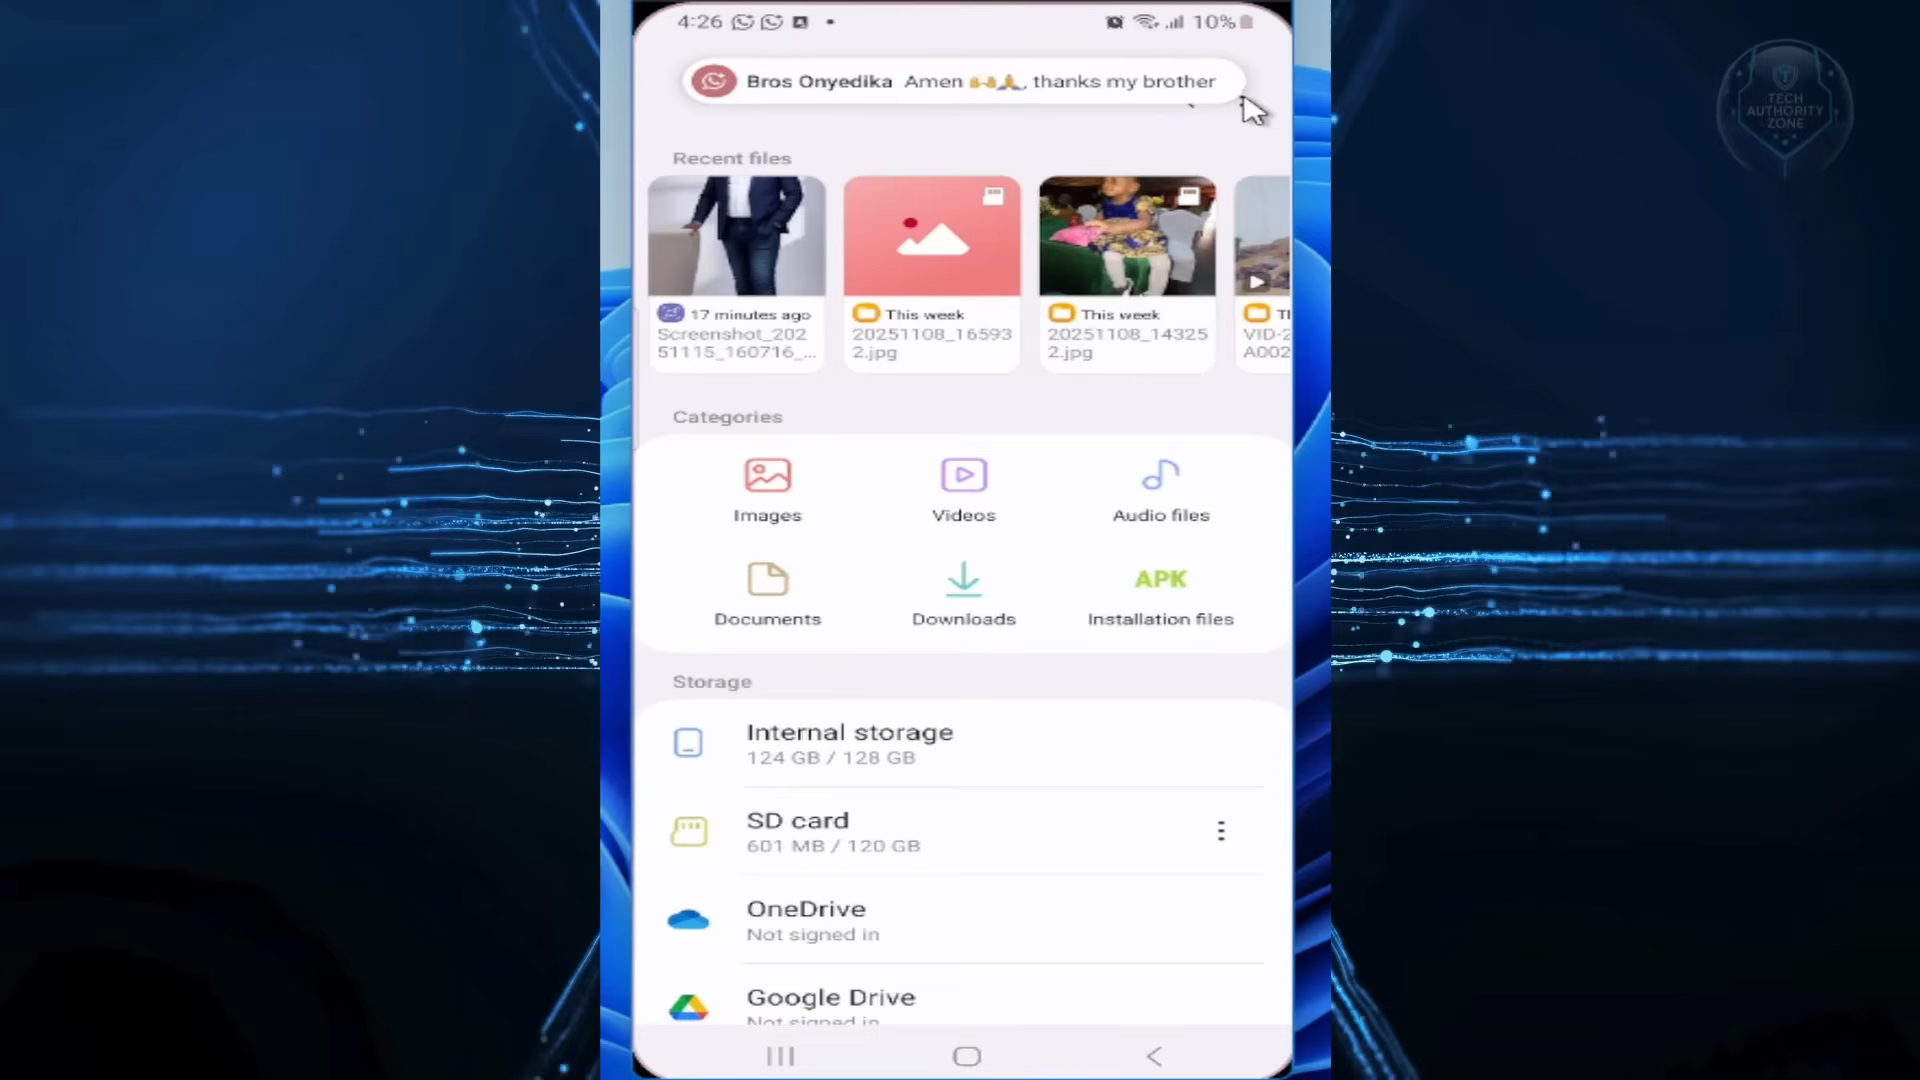 4:26
10%
Bros Onyedika Amen 🙌🙏, thanks my brother
TECH
AUTHORITY
ZONE
Recent files
17 minutes ago
Screenshot_202
51115_160716_...
This week
20251108_16593
2.jpg
This week
20251108_14325
2.jpg
VID-2
A002
Categories
Images
Videos
Audio files
APK
Documents
Downloads
Installation files
Storage
Internal storage
124 GB / 128 GB
SD card
601 MB / 120 GB
OneDrive
Not signed in
Google Drive
Not signed in